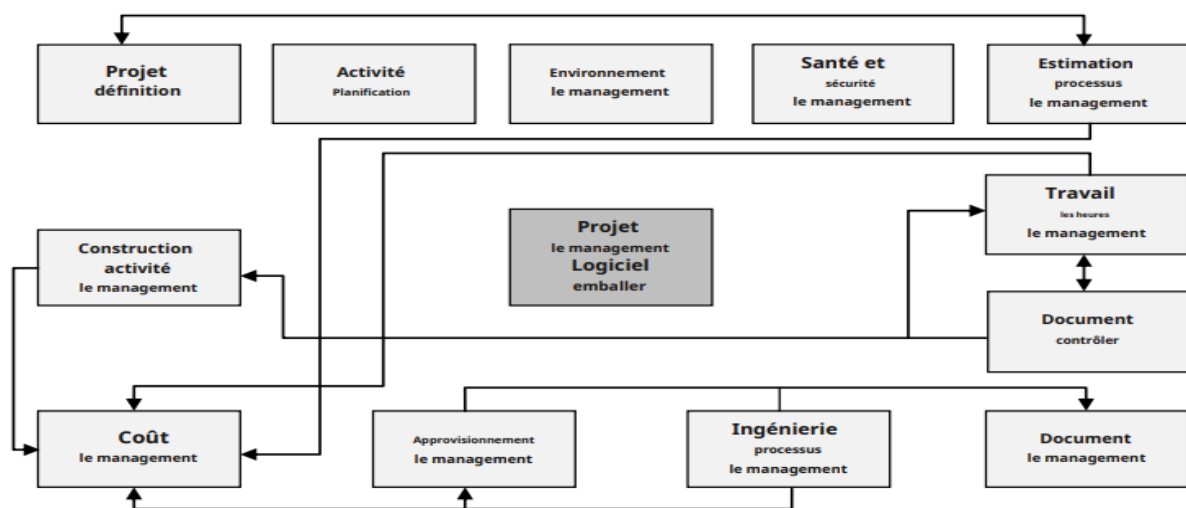 Projet
définition
Activité
Planification
Environnement
le management
Santé et
sécurité
le management
Estimation
processus
le management
Travail
les heures
le management
Projet
le management
Logiciel
emballer
Construction
activité
le management
Document
contrôler
Coût
le management
Approvisionnement
le management
Ingénierie
processus
le management
Document
le management